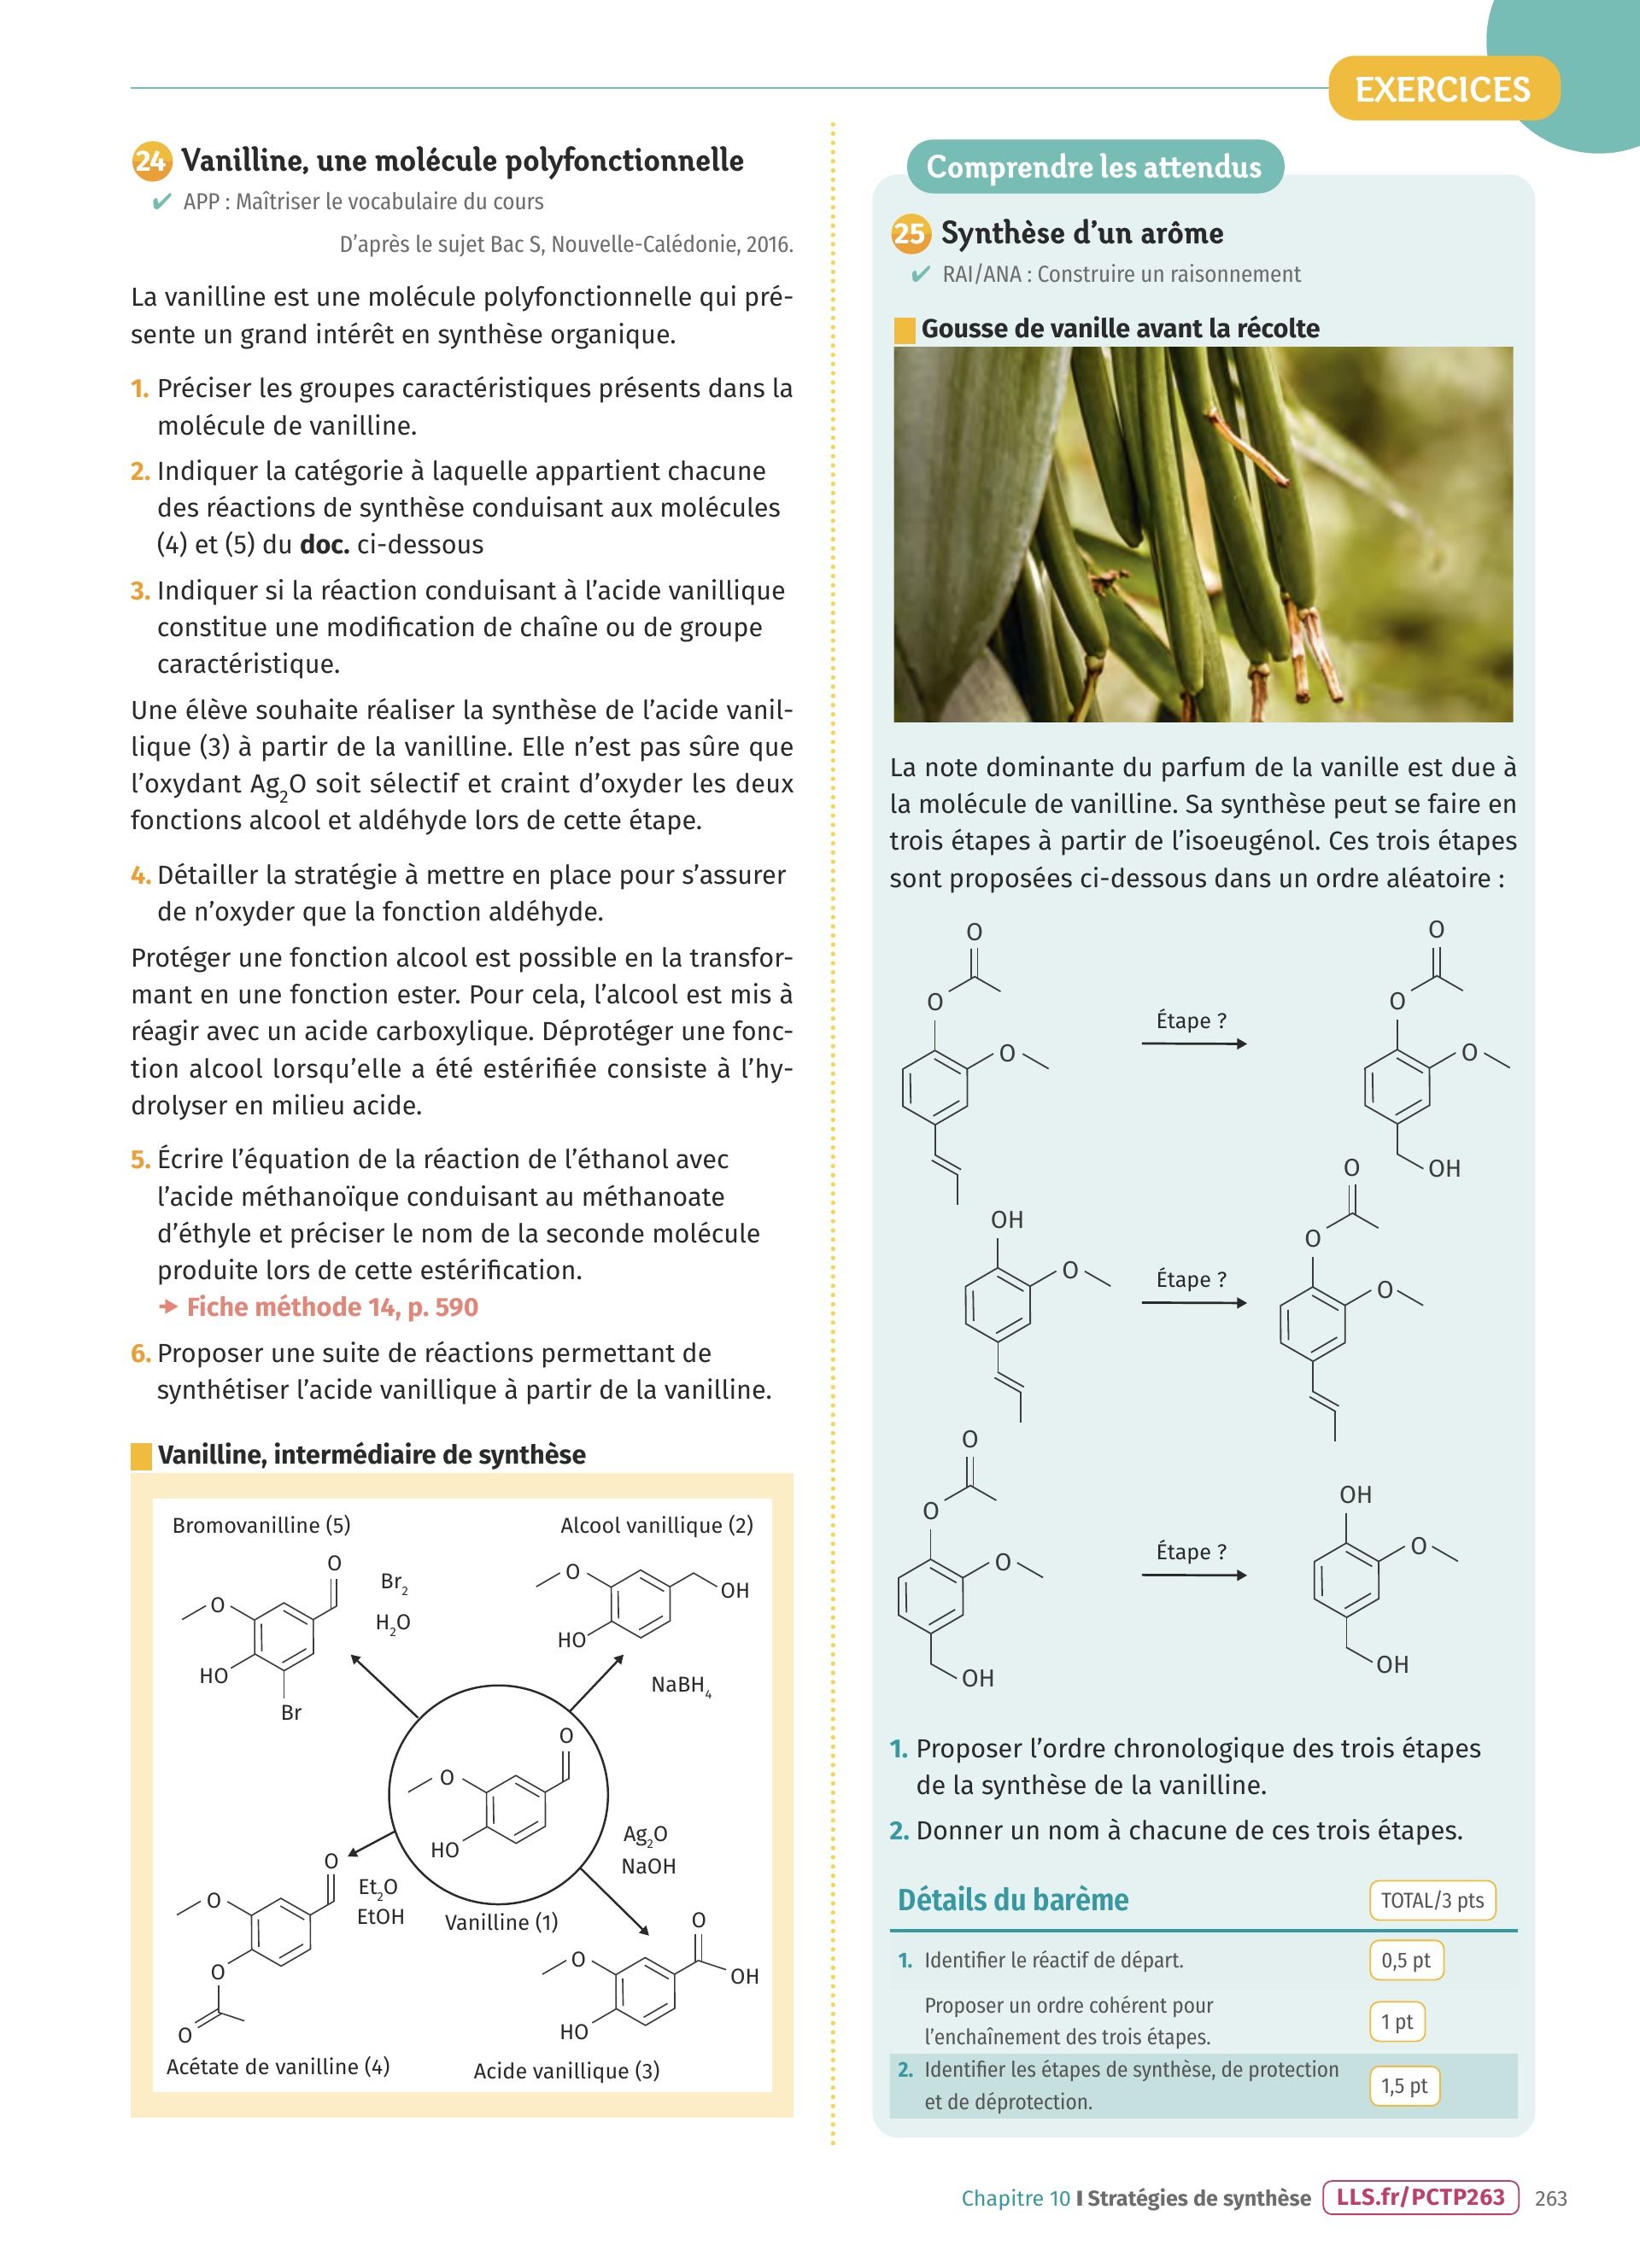 EXERCICES
24 Vanilline, une molécule polyfonctionnelle
✔ APP : Maîtriser le vocabulaire du cours
D’après le sujet Bac S, Nouvelle-Calédonie, 2016.
La vanilline est une molécule polyfonctionnelle qui pré-
sente un grand intérêt en synthèse organique.
1. Préciser les groupes caractéristiques présents dans la
molécule de vanilline.
2. Indiquer la catégorie à laquelle appartient chacune
des réactions de synthèse conduisant aux molécules
(4) et (5) du doc. ci-dessous
3. Indiquer si la réaction conduisant à l’acide vanillique
constitue une modification de chaîne ou de groupe
caractéristique.
Une élève souhaite réaliser la synthèse de l’acide vanil-
lique (3) à partir de la vanilline. Elle n’est pas sûre que
l’oxydant Ag₂O soit sélectif et craint d’oxyder les deux
fonctions alcool et aldéhyde lors de cette étape.
4. Détailler la stratégie à mettre en place pour s’assurer
de n’oxyder que la fonction aldéhyde.
Protéger une fonction alcool est possible en la transfor-
mant en une fonction ester. Pour cela, l’alcool est mis à
réagir avec un acide carboxylique. Déprotéger une fonc-
tion alcool lorsqu’elle a été estérifiée consiste à l’hy-
drolyser en milieu acide.
5. Écrire l’équation de la réaction de l’éthanol avec
l’acide méthanoïque conduisant au méthanoate
d’éthyle et préciser le nom de la seconde molécule
produite lors de cette estérification.
➔ Fiche méthode 14, p. 590
6. Proposer une suite de réactions permettant de
synthétiser l’acide vanillique à partir de la vanilline.
Vanilline, intermédiaire de synthèse
Bromovanilline (5)
Alcool vanillique (2)
O
O
HO
Br
Br₂
H₂O
O
OH
HO
NaBH₄
O
O
HO
Vanilline (1)
Ag₂O
NaOH
O
O
O
O
Et₂O
EtOH
Acétate de vanilline (4)
O
O
OH
HO
Acide vanillique (3)
Comprendre les attendus
25 Synthèse d’un arôme
✔ RAI/ANA : Construire un raisonnement
Gousse de vanille avant la récolte
La note dominante du parfum de la vanille est due à
la molécule de vanilline. Sa synthèse peut se faire en
trois étapes à partir de l’isoeugénol. Ces trois étapes
sont proposées ci-dessous dans un ordre aléatoire :
O
O
O
Étape ?
O
O
O
OH
OH
O
Étape ?
O
O
O
O
O
O
OH
Étape ?
OH
O
OH
1. Proposer l’ordre chronologique des trois étapes
de la synthèse de la vanilline.
2. Donner un nom à chacune de ces trois étapes.
Détails du barème
TOTAL/3 pts
1. Identifier le réactif de départ.
0,5 pt
Proposer un ordre cohérent pour
l’enchaînement des trois étapes.
1 pt
2. Identifier les étapes de synthèse, de protection
et de déprotection.
1,5 pt
Chapitre 10 I Stratégies de synthèse LLS.fr/PCTP263 263